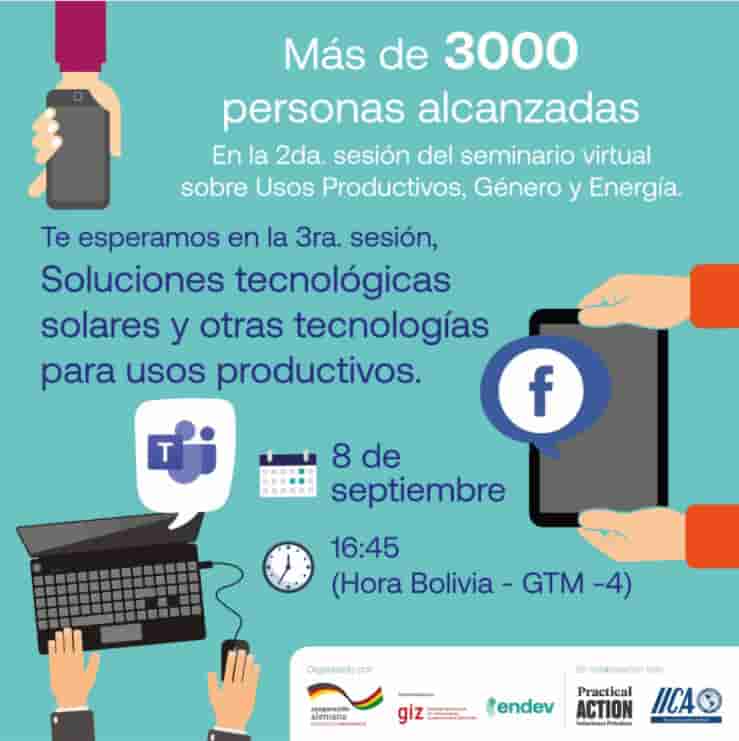 Más de 3000
personas alcanzadas
En la 2da. sesión del seminario virtual
sobre Usos Productivos, Género y Energía.
Te esperamos en la 3ra. sesión,
Soluciones tecnológicas
solares y otras tecnologías
para usos productivos.
f
T
8 de
septiembre
16:45
(Hora Bolivia - GTM -4)
Organizado por:
En colaboración con:
cooperación
alemana
giz
endev
Practical
ACTION
IICA